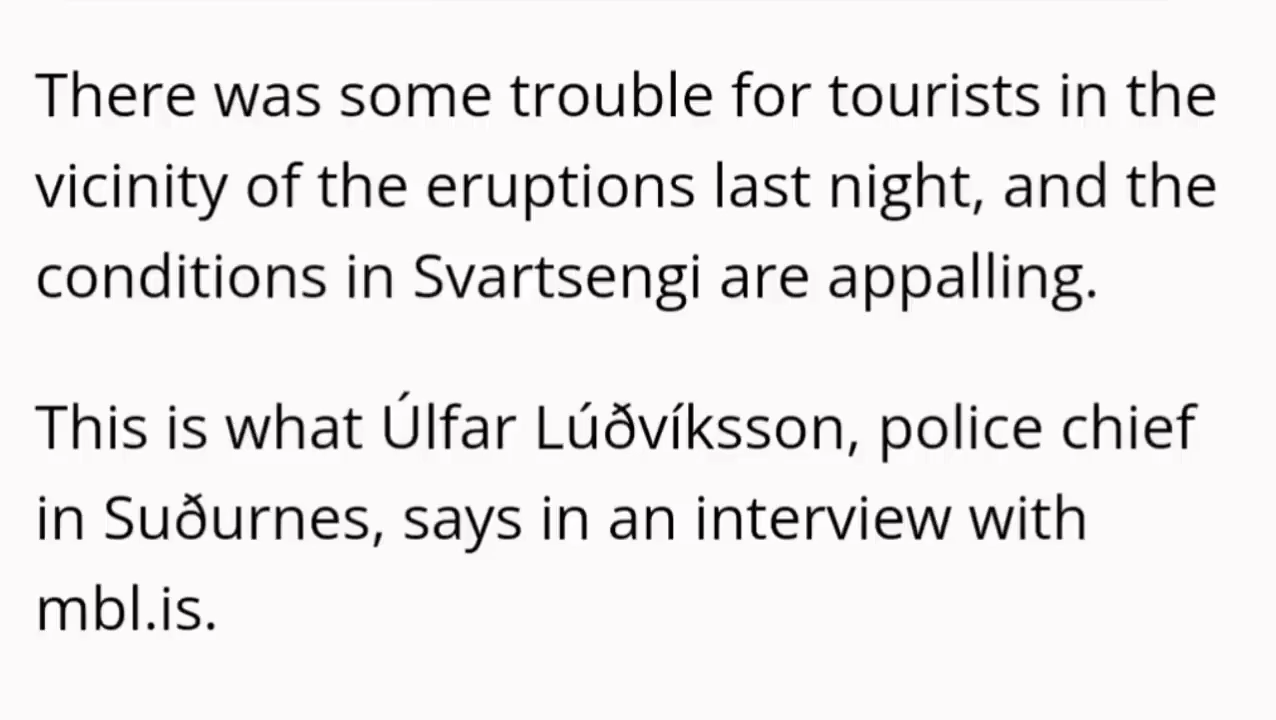 There was some trouble for tourists in the
vicinity of the eruptions last night, and the
conditions in Svartsengi are appalling.
This is what Úlfar Lúðvíksson, police chief
in Suðurnes, says in an interview with
mbl.is.